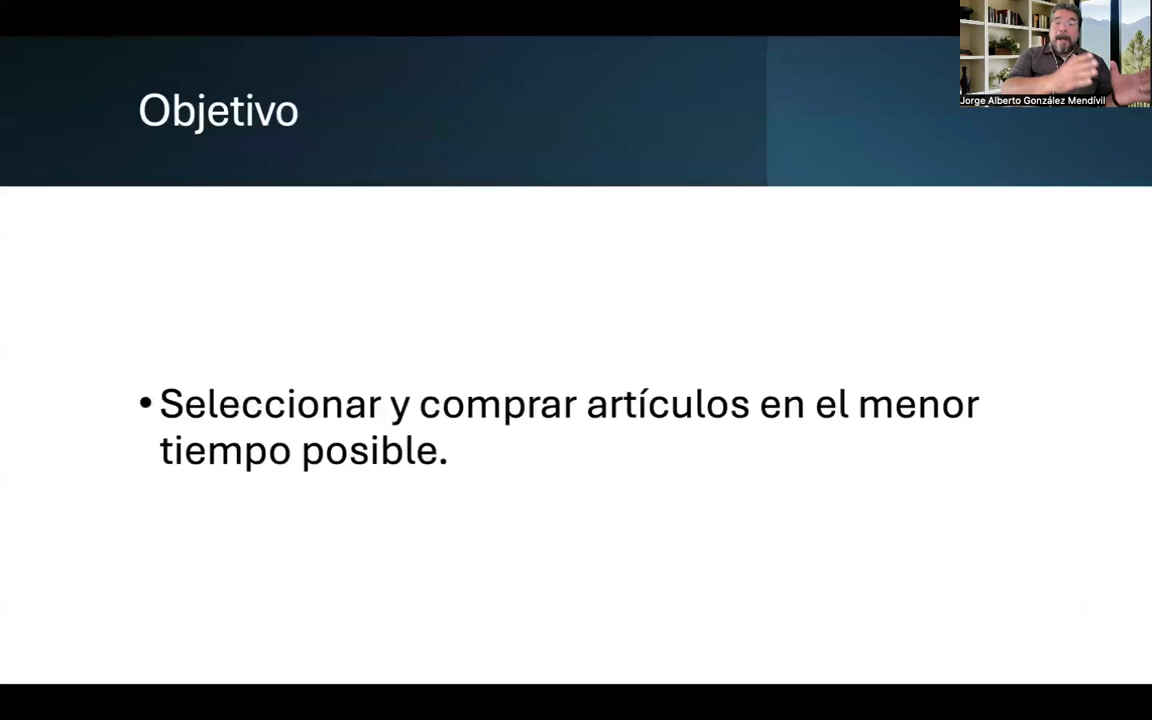 Objetivo
Jorge Alberto González Mendívil
• Seleccionar y comprar artículos en el menor
tiempo posible.